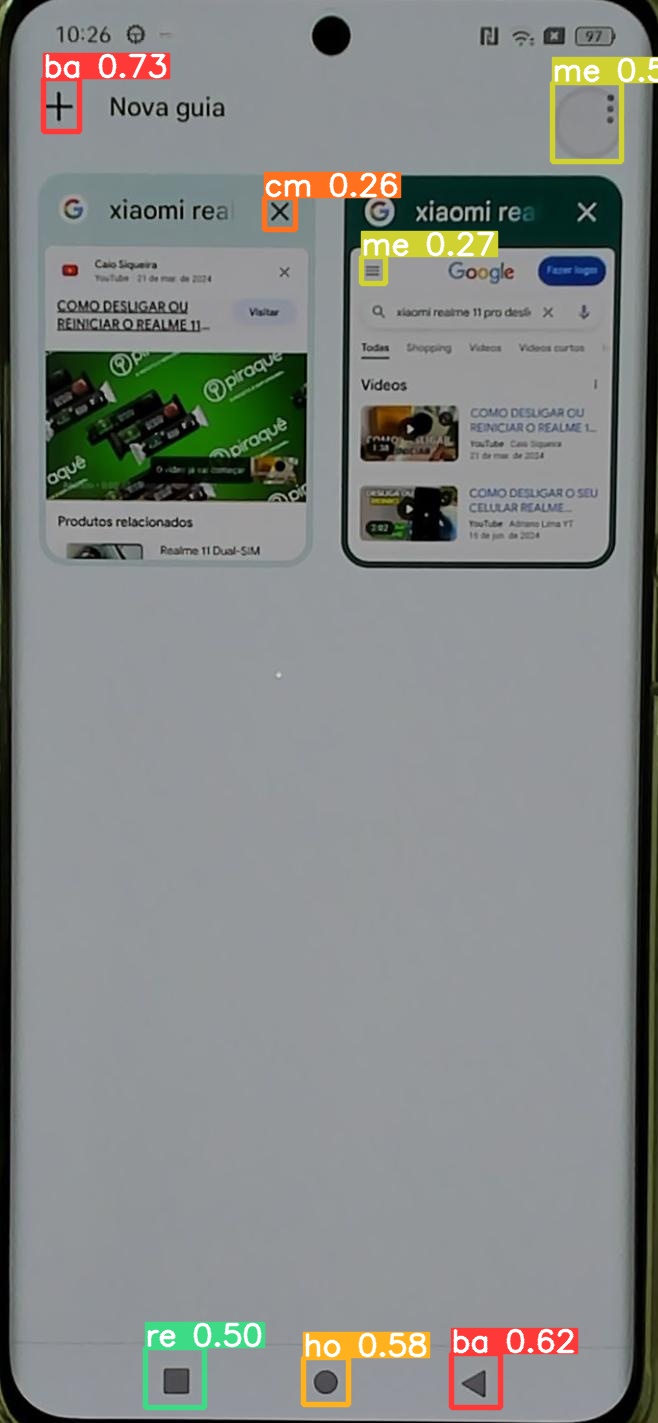 10:26
97
ba 0.73
me 0.5
Nova guia
cm 0.26
G xiaomi rea
Caio Siqueira
YouTube · 21 de mar. de 2024
COMO DESLIGAR OU
REINICIAR O REALME 11...
Visitar
piraquê
piraquê
piraquê
aquê
O vídeo já vai começar
Produtos relacionados
Realme 11 Dual-SIM
G xiaomi rea
me 0.27
Google
Fazer login
xiaomi realme 11 pro desli
Todas Shopping Vídeos Vídeos curtos
Vídeos
COMO DESLIGAR OU
REINICIAR O REALME 1...
YouTube Caio Siqueira
21 de mar. de 2024
1:38
COMO DESLIGAR O SEU
CELULAR REALME...
YouTube Adriano Lima YT
2:02
re 0.50
ho 0.58
ba 0.62